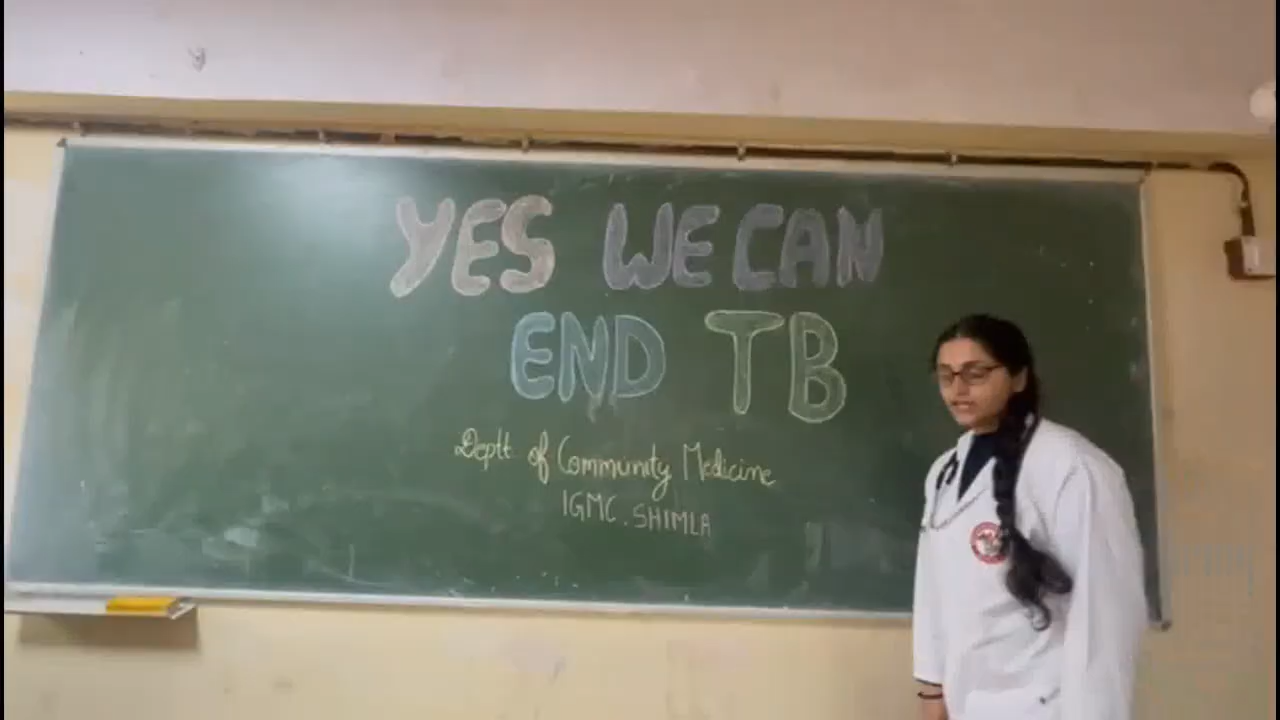 YES WE CAN
END TB
Deptt. of Community Medicine
IGMC. SHIMLA